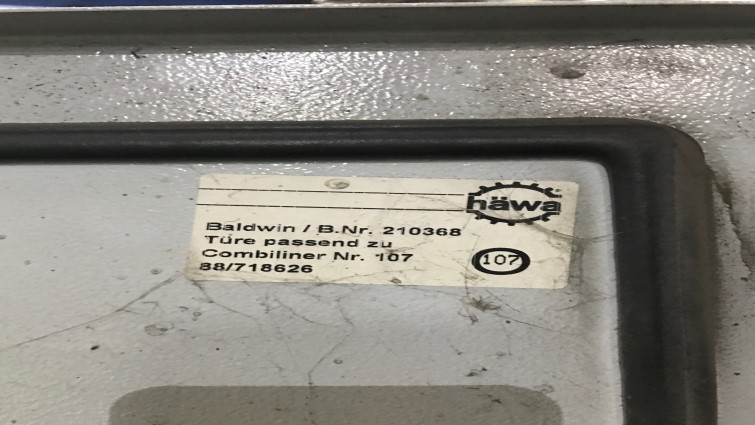 häwa
Baldwin / B.Nr. 210368
Türe passend zu
Combiliner Nr. 107
88/718626
107